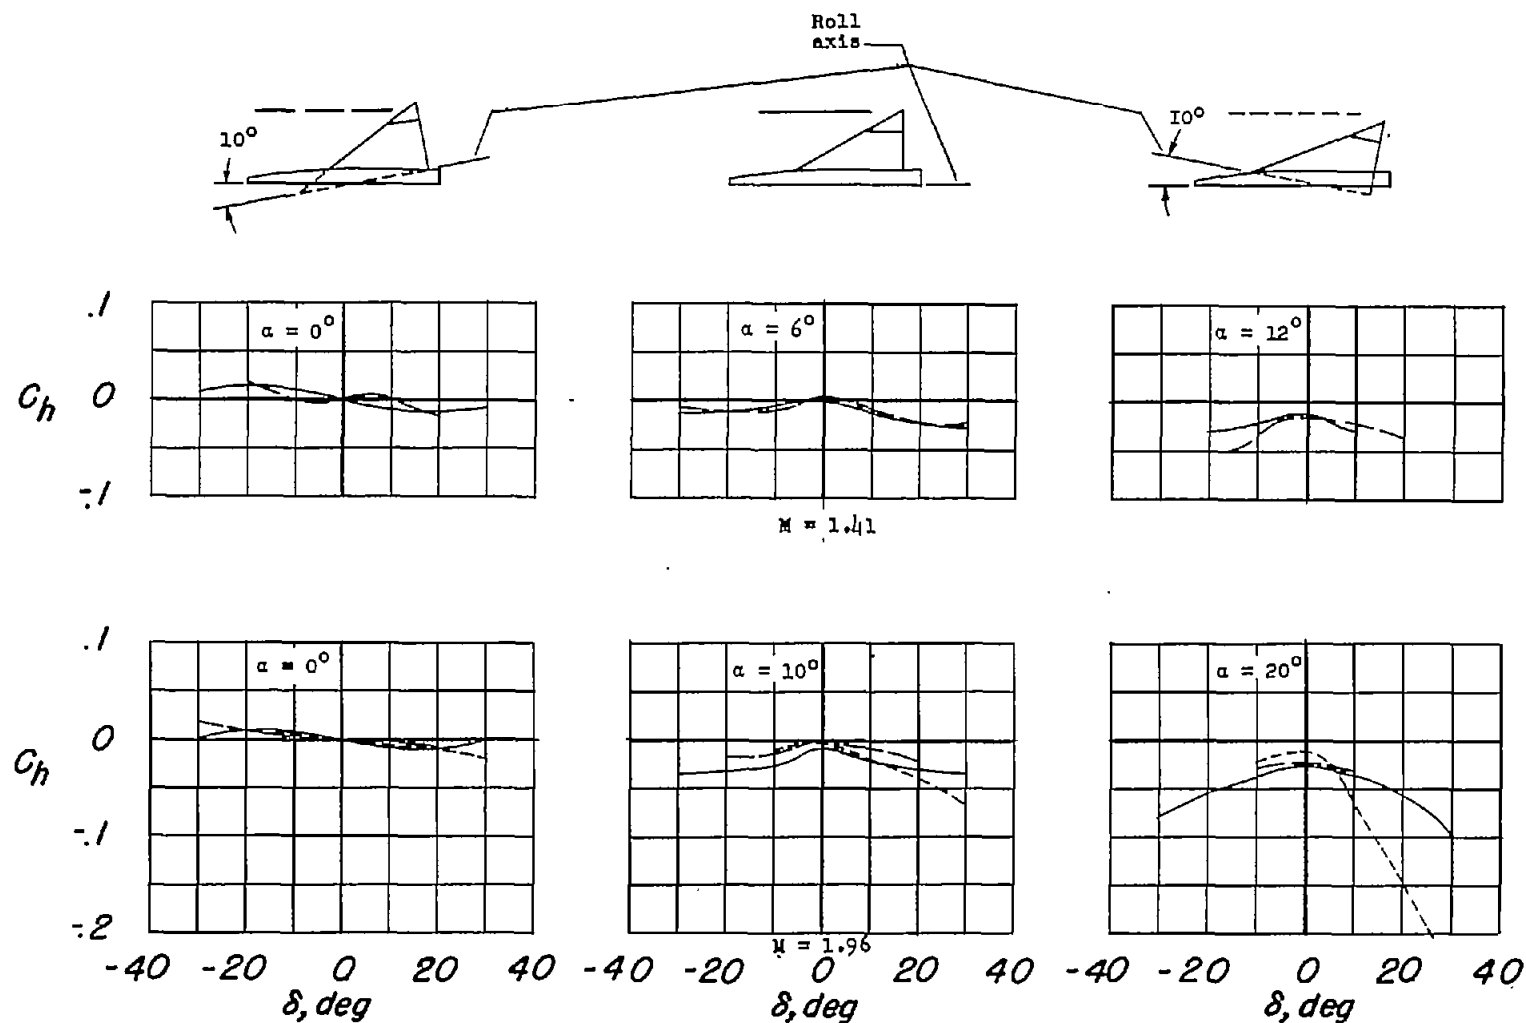 Roll
axis
10°
10°
.1
α = 0°
α = 6°
α = 12°
Ch 0
-.1
M = 1.41
.1
α = 0°
α = 10°
α = 20°
0
Ch
-.1
-.2
M = 1.96
-40 -20 0 20 40 -40 -20 0 20 40 -40 -20 0 20 40
δ, deg δ, deg δ, deg